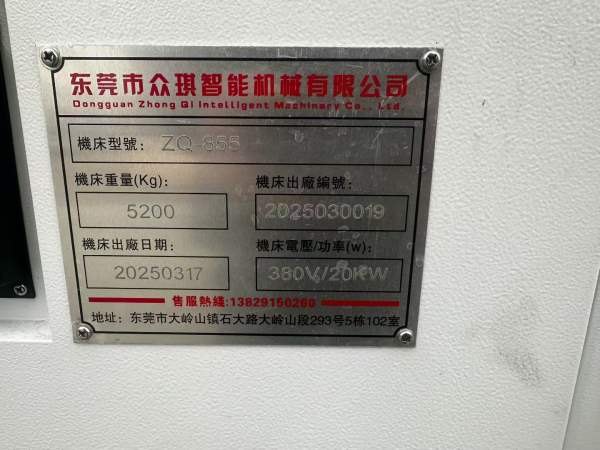 东莞市众琪智能机械有限公司
Dongguan Zhong Qi Intelligent Machinery Co., Ltd.
機床型號: ZQ-855
機床重量(Kg): 機床出廠編號:
5200 2025030019
機床出廠日期: 機床電壓/功率(w):
20250317 380V/20KW
售服熱綫:13829150260
地址: 东莞市大岭山镇石大路大岭山段293号5栋102室